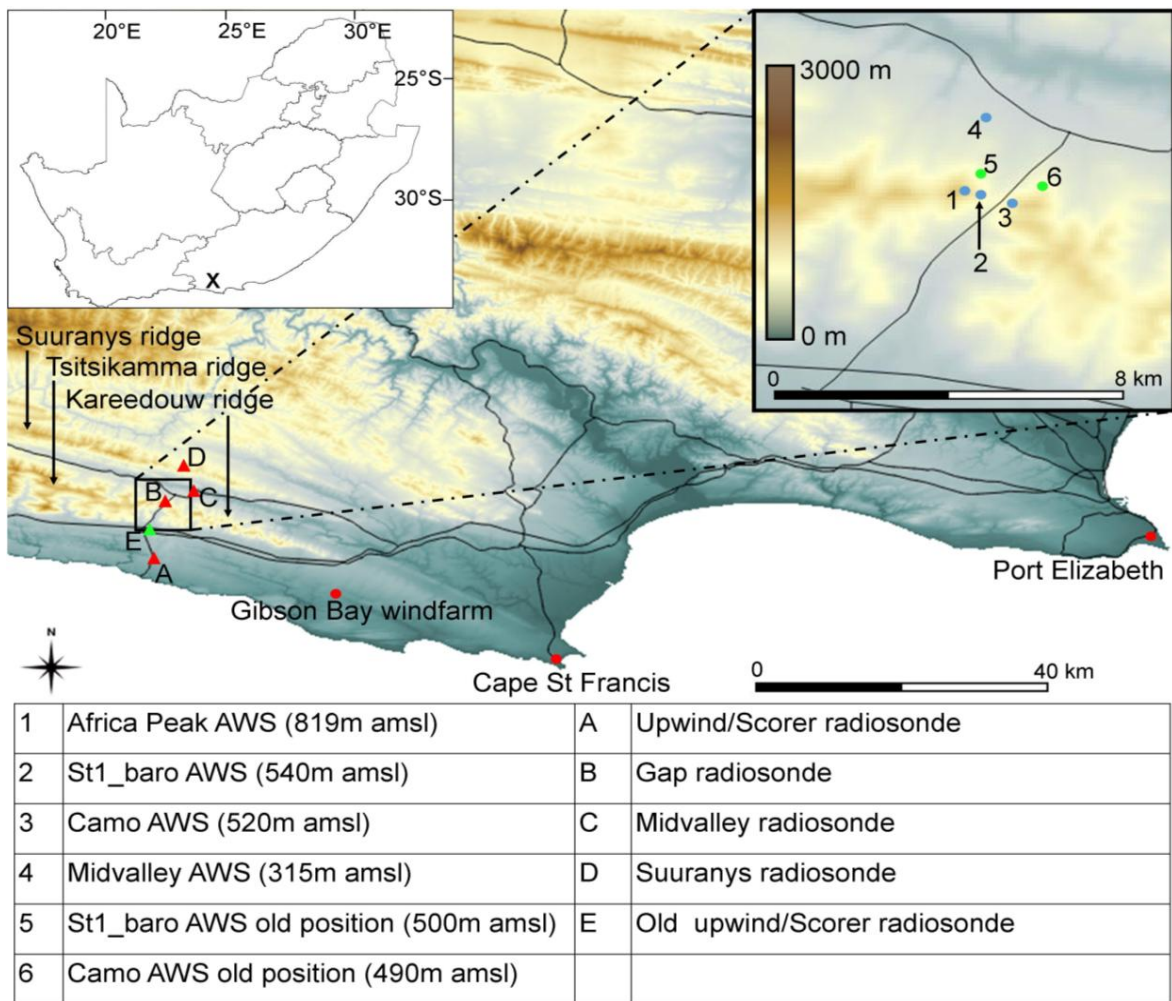 20°E 25°E 30°E
25°S
30°S
X
3000 m
0 m
4
5
6
1
3
2
0 8 km
Suuranys ridge
Tsitsikamma ridge
Kareedouw ridge
D
B
C
E
A
Gibson Bay windfarm
Port Elizabeth
Cape St Francis
N
0 40 km
1 Africa Peak AWS (819m amsl) A Upwind/Scorer radiosonde
2 St1_baro AWS (540m amsl) B Gap radiosonde
3 Camo AWS (520m amsl) C Midvalley radiosonde
4 Midvalley AWS (315m amsl) D Suuranys radiosonde
5 St1_baro AWS old position (500m amsl) E Old upwind/Scorer radiosonde
6 Camo AWS old position (490m amsl)